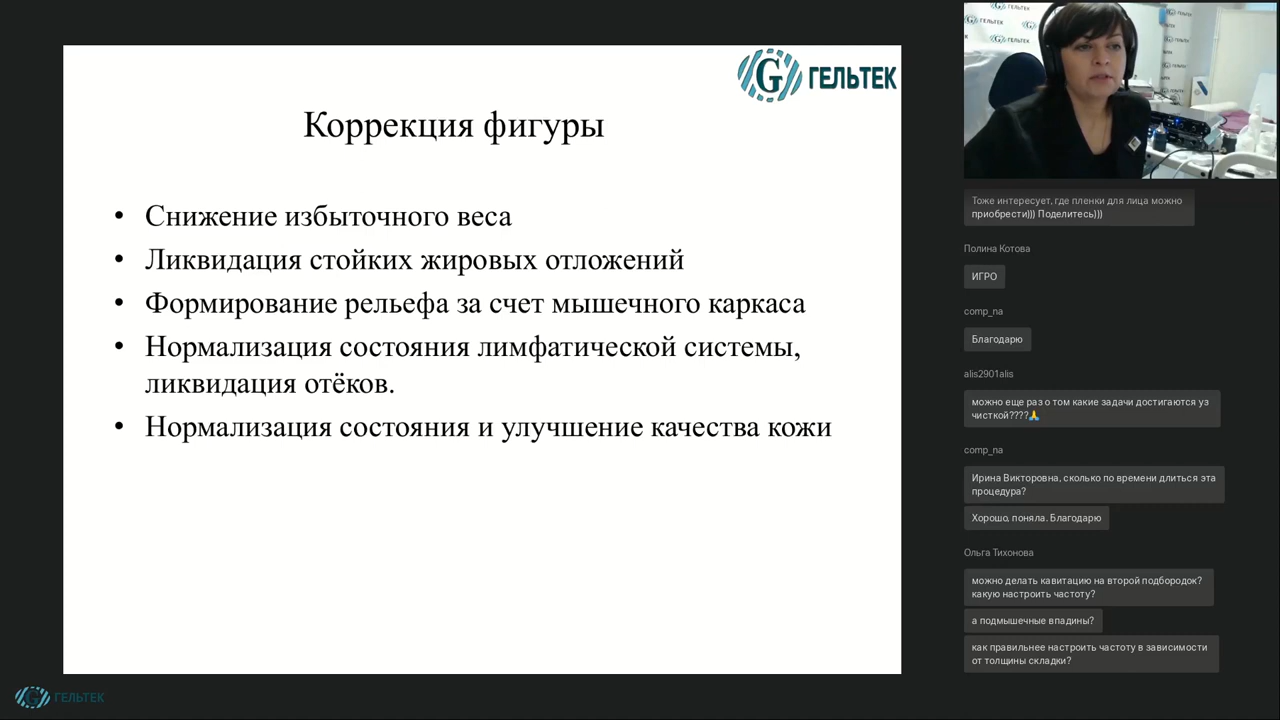 G ГЕЛЬТЕК
Коррекция фигуры
• Снижение избыточного веса
• Ликвидация стойких жировых отложений
• Формирование рельефа за счет мышечного каркаса
• Нормализация состояния лимфатической системы,
ликвидация отёков.
• Нормализация состояния и улучшение качества кожи
G ГЕЛЬТЕК
Тоже интересует, где пленки для лица можно
приобрести))) Поделитесь)))
Полина Котова
ИГРО
comp_na
Благодарю
alis2901alis
можно еще раз о том какие задачи достигаются уз
чисткой????🙏
comp_na
Ирина Викторовна, сколько по времени длиться эта
процедура?
Хорошо, поняла. Благодарю
Ольга Тихонова
можно делать кавитацию на второй подбородок?
какую настроить частоту?
а подмышечные впадины?
как правильнее настроить частоту в зависимости
от толщины складки?